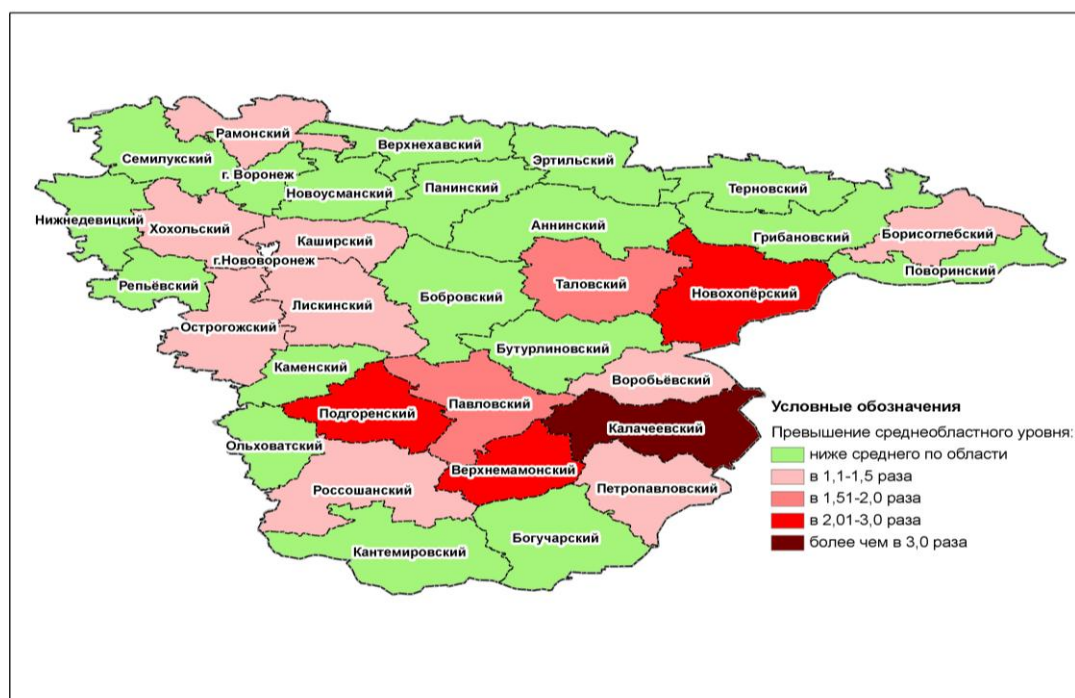 Рамонский
Верхнехавский
Семилукский
Эртильский
г. Воронеж
Новоусманский
Панинский
Терновский
Нижнедевицкий
Хохольский
Аннинский
Каширский
Грибановский
Борисоглебский
г.Нововоронеж
Поворинский
Репьёвский
Лискинский
Бобровский
Таловский
Новохопёрский
Острогожский
Бутурлиновский
Каменский
Воробьёвский
Подгоренский
Павловский
Калачеевский
Ольховатский
Верхнемамонский
Россошанский
Петропавловский
Богучарский
Кантемировский
Условные обозначения
Превышение среднеобластного уровня:
ниже среднего по области
в 1,1-1,5 раза
в 1,51-2,0 раза
в 2,01-3,0 раза
более чем в 3,0 раза